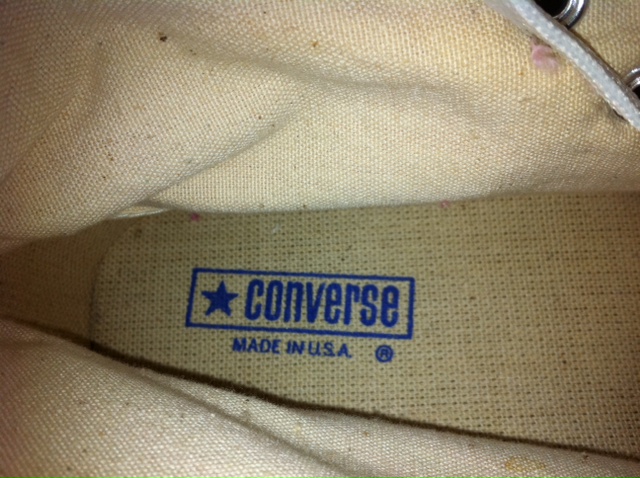 ★ converse
MADE IN U.S.A. ®